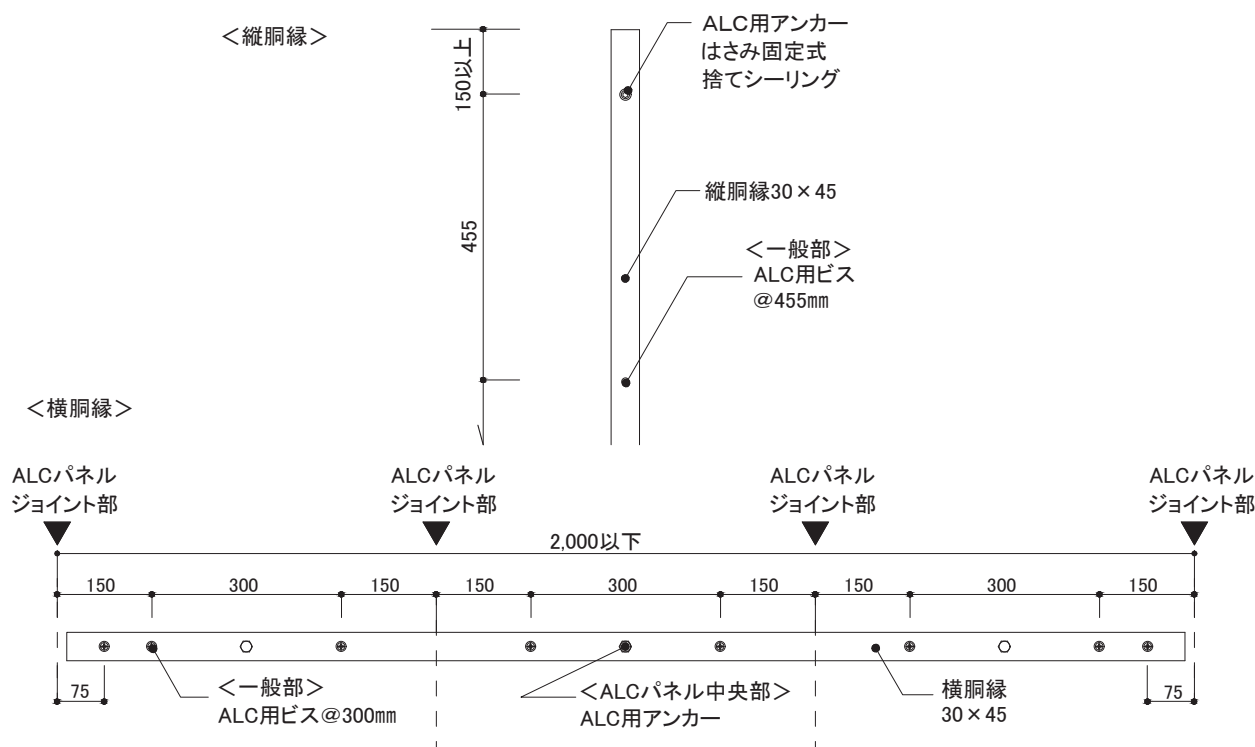 ＜縦胴縁＞
ALC用アンカー
はさみ固定式
捨てシーリング
150以上
455
縦胴縁30×45
＜一般部＞
ALC用ビス
@455mm
＜横胴縁＞
ALCパネル
ジョイント部
ALCパネル
ジョイント部
ALCパネル
ジョイント部
ALCパネル
ジョイント部
2,000以下
150
300
150
150
300
150
150
300
150
75
＜一般部＞
ALC用ビス@300mm
＜ALCパネル中央部＞
ALC用アンカー
横胴縁
30×45
75